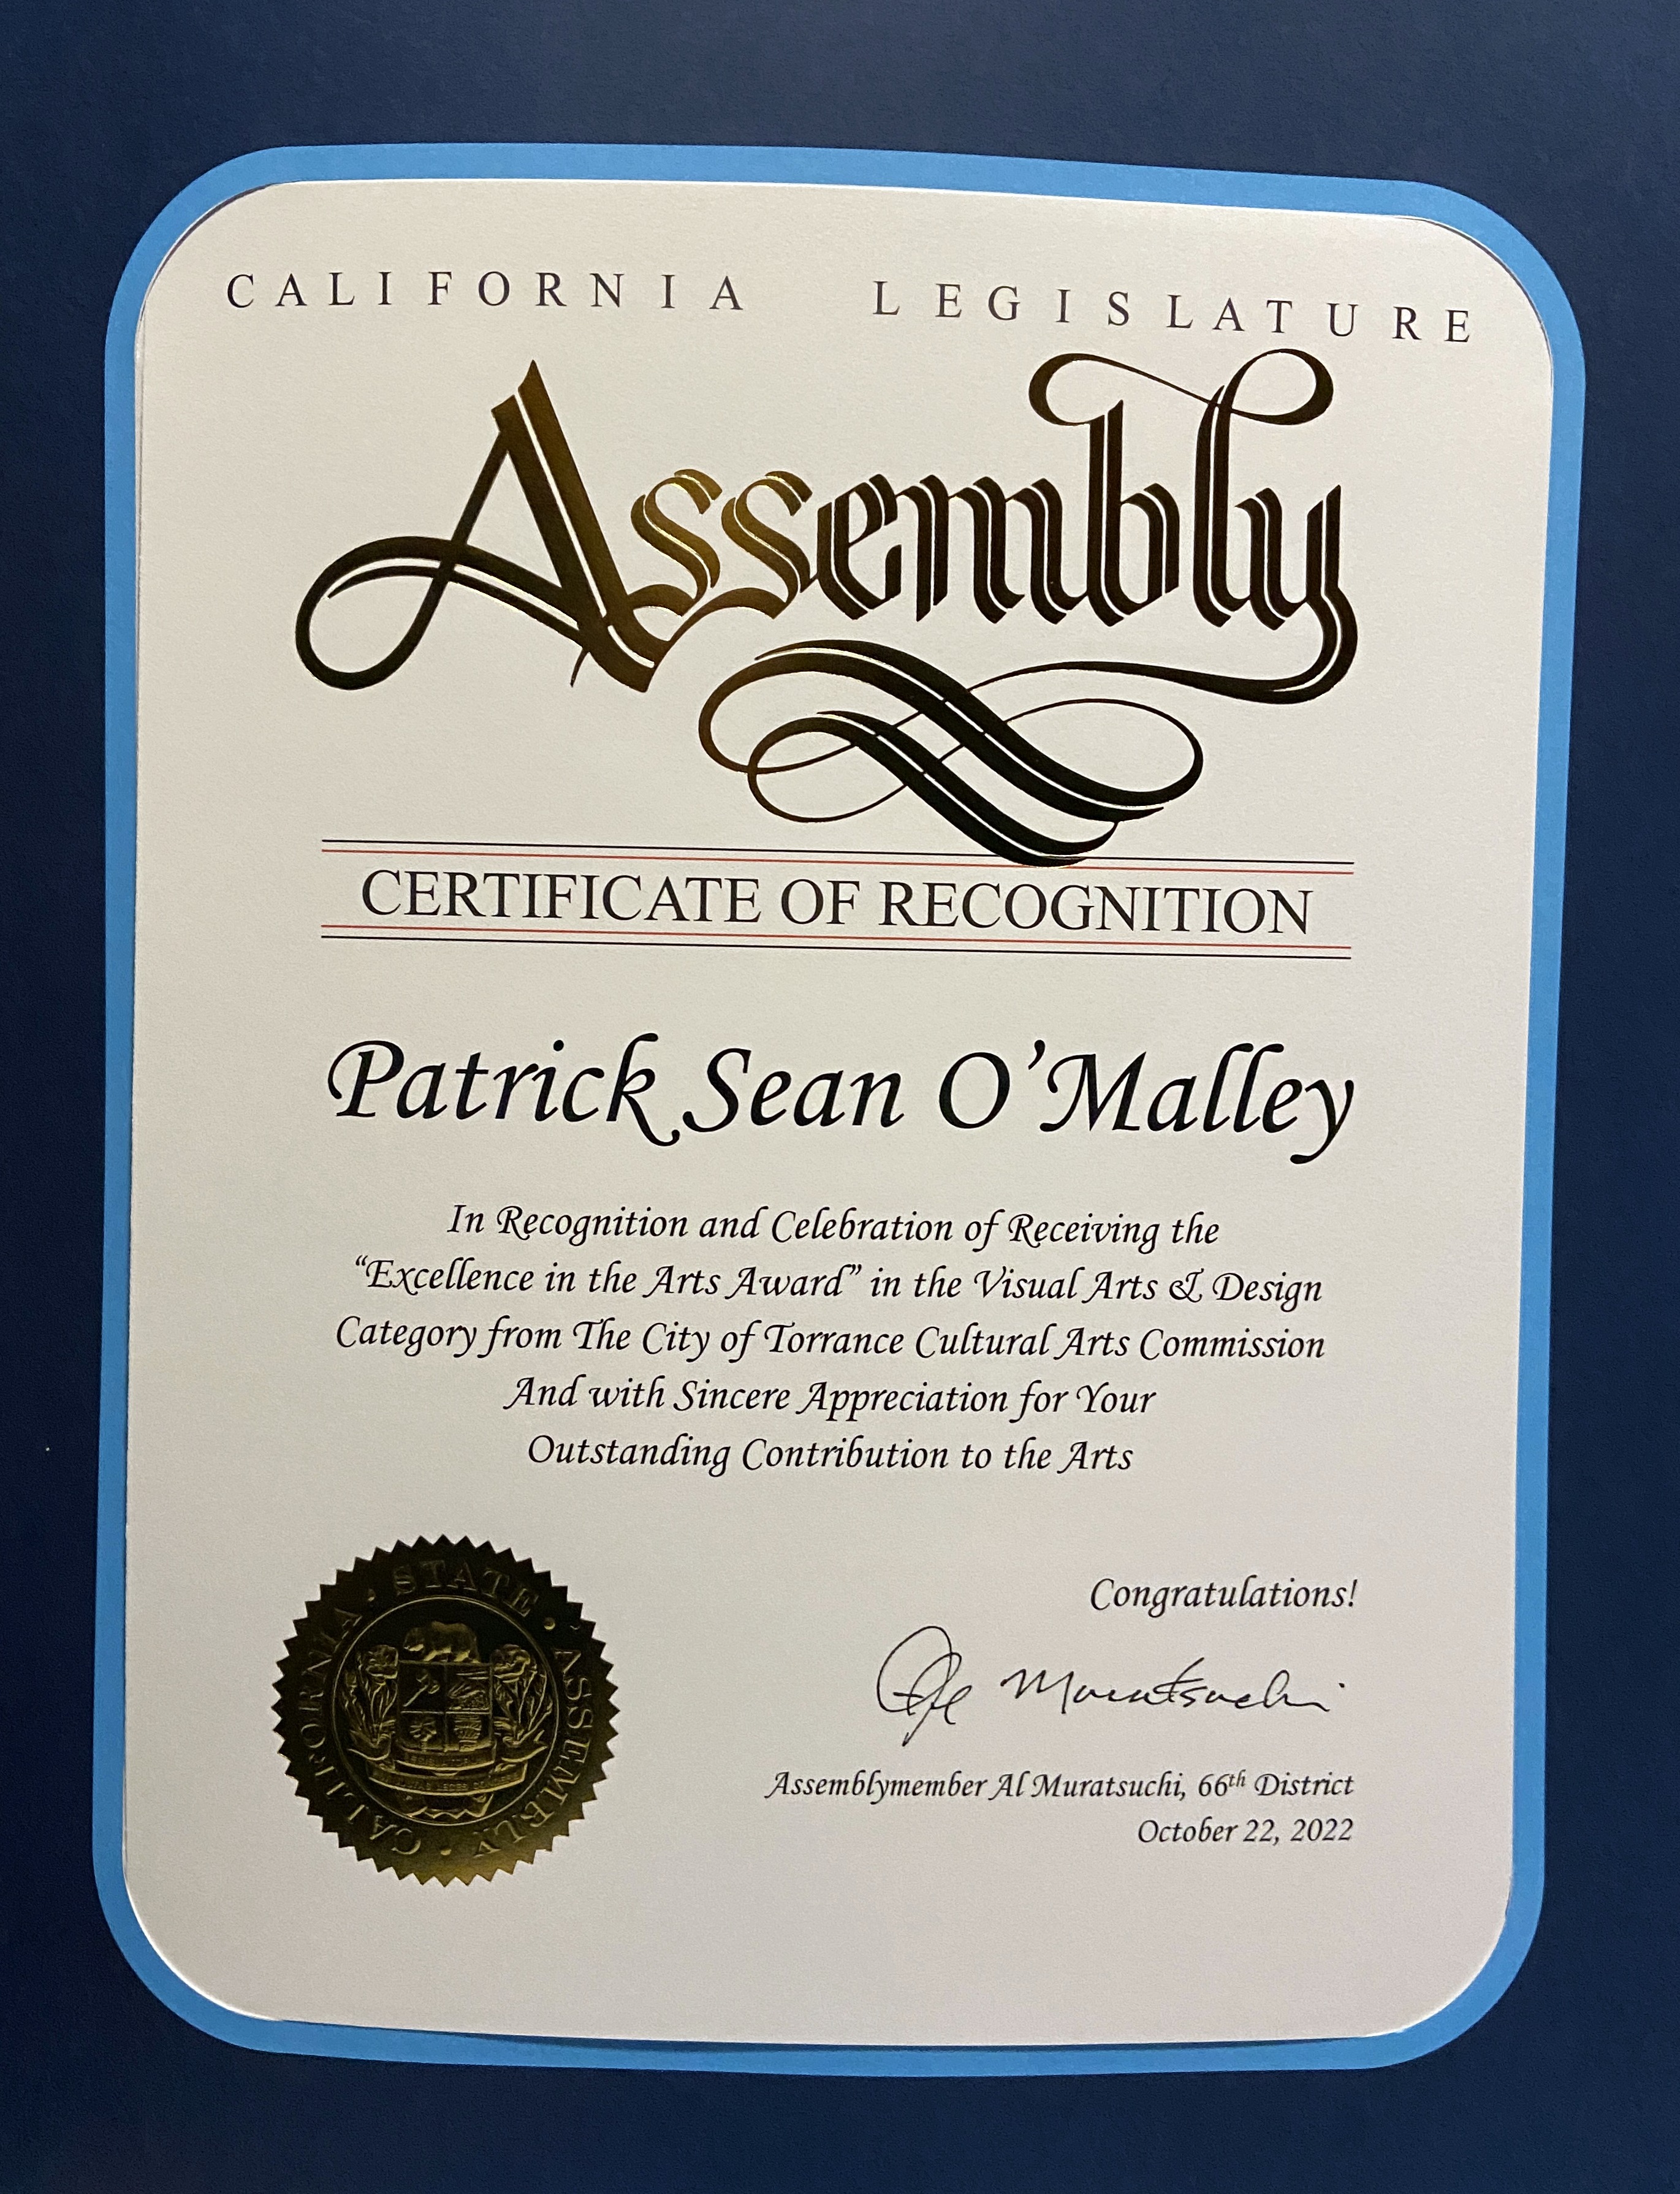 CALIFORNIA LEGISLATURE
Assembly
CERTIFICATE OF RECOGNITION
Patrick Sean O’Malley
In Recognition and Celebration of Receiving the
“Excellence in the Arts Award” in the Visual Arts & Design
Category from The City of Torrance Cultural Arts Commission
And with Sincere Appreciation for Your
Outstanding Contribution to the Arts
CALIFORNIA • STATE • ASSEMBLY •
Congratulations!
Al Muratsuchi
Assemblymember Al Muratsuchi, 66th District
October 22, 2022